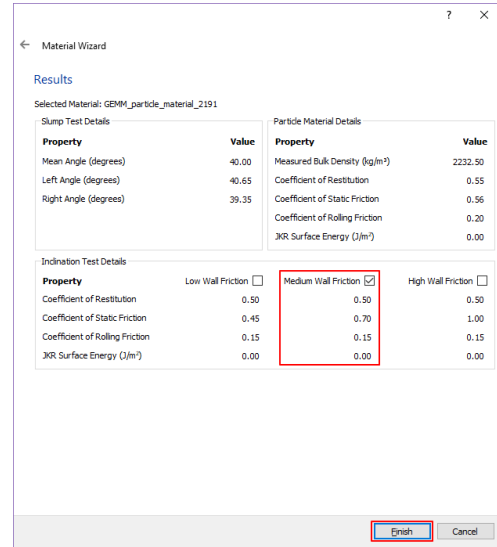 ? ×
← Material Wizard
Results
Selected Material: GEMM_particle_material_2191
Slump Test Details
Property Value
Mean Angle (degrees) 40.00
Left Angle (degrees) 40.65
Right Angle (degrees) 39.35
Particle Material Details
Property Value
Measured Bulk Density (kg/m³) 2232.50
Coefficient of Restitution 0.55
Coefficient of Static Friction 0.56
Coefficient of Rolling Friction 0.20
JKR Surface Energy (J/m²) 0.00
Inclination Test Details
Property Low Wall Friction Medium Wall Friction High Wall Friction
Coefficient of Restitution 0.50 0.50 0.50
Coefficient of Static Friction 0.45 0.70 1.00
Coefficient of Rolling Friction 0.15 0.15 0.15
JKR Surface Energy (J/m²) 0.00 0.00 0.00
Finish Cancel